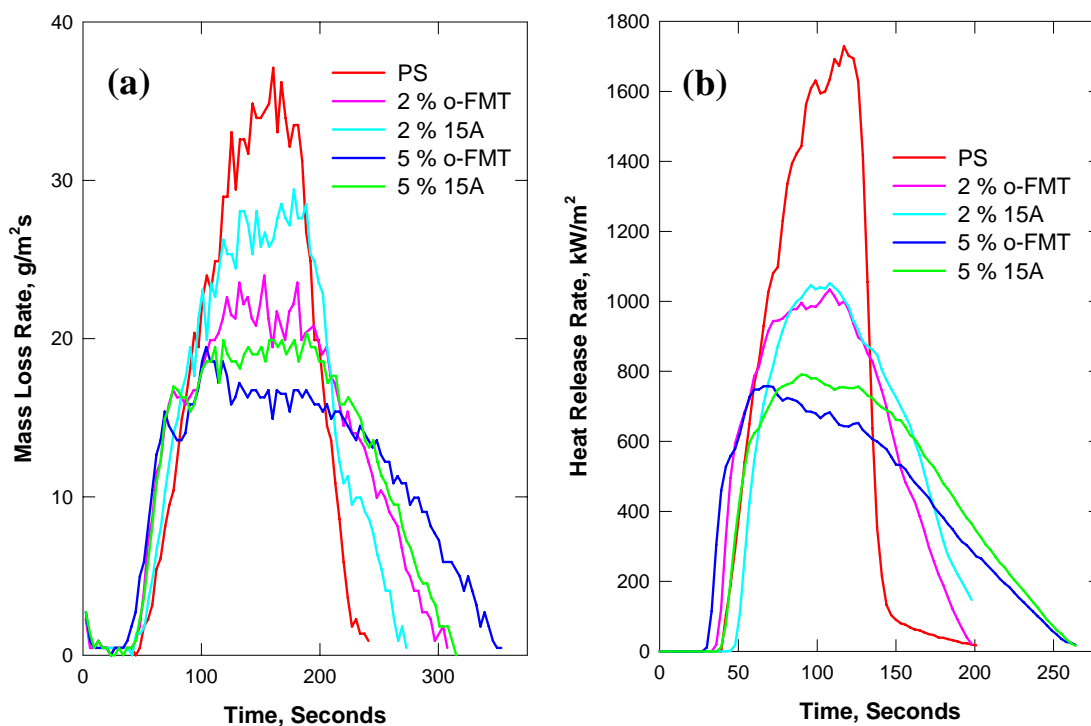 (a)
PS
2 % o-FMT
2 % 15A
5 % o-FMT
5 % 15A
Mass Loss Rate, g/m²s
40
30
20
10
0
0 100 200 300
Time, Seconds
(b)
PS
2 % o-FMT
2 % 15A
5 % o-FMT
5 % 15A
Heat Release Rate, kW/m²
1800
1600
1400
1200
1000
800
600
400
200
0
0 50 100 150 200 250
Time, Seconds